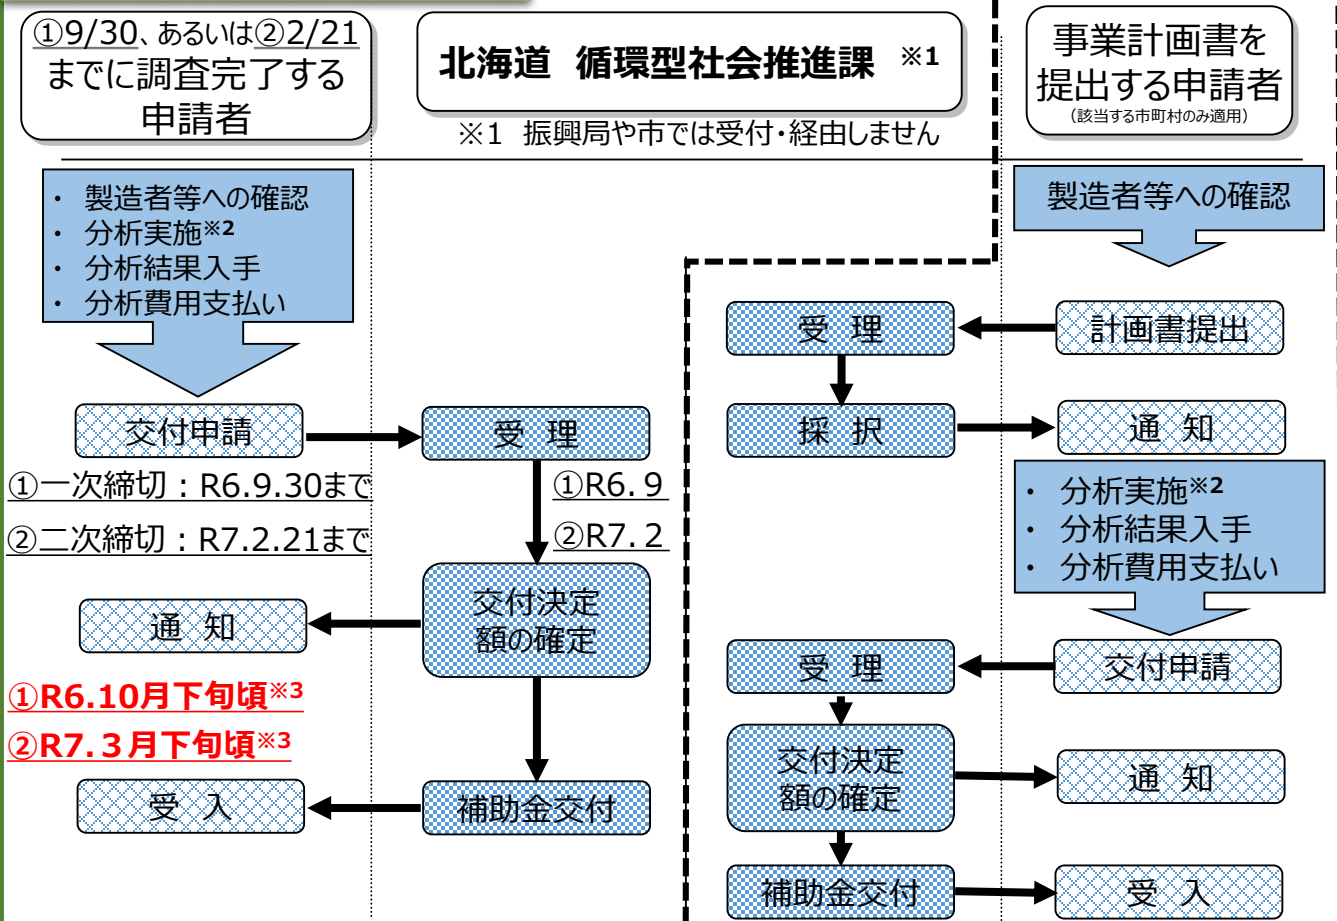 ①9/30、あるいは②2/21
までに調査完了する
申請者
北海道 循環型社会推進課 ※1
※1 振興局や市では受付・経由しません
事業計画書を
提出する申請者
（該当する市町村のみ適用）
・ 製造者等への確認
・ 分析実施※2
・ 分析結果入手
・ 分析費用支払い
交付申請
①一次締切：R6.9.30まで
②二次締切：R7.2.21まで
受 理
①R6．9
②R7．2
交付決定
額の確定
通 知
①R6.10月下旬頃※3
②R7．３月下旬頃※3
補助金交付
受 入
製造者等への確認
計画書提出
受 理
採 択
通 知
・ 分析実施※2
・ 分析結果入手
・ 分析費用支払い
交付申請
受 理
交付決定
額の確定
通 知
補助金交付
受 入